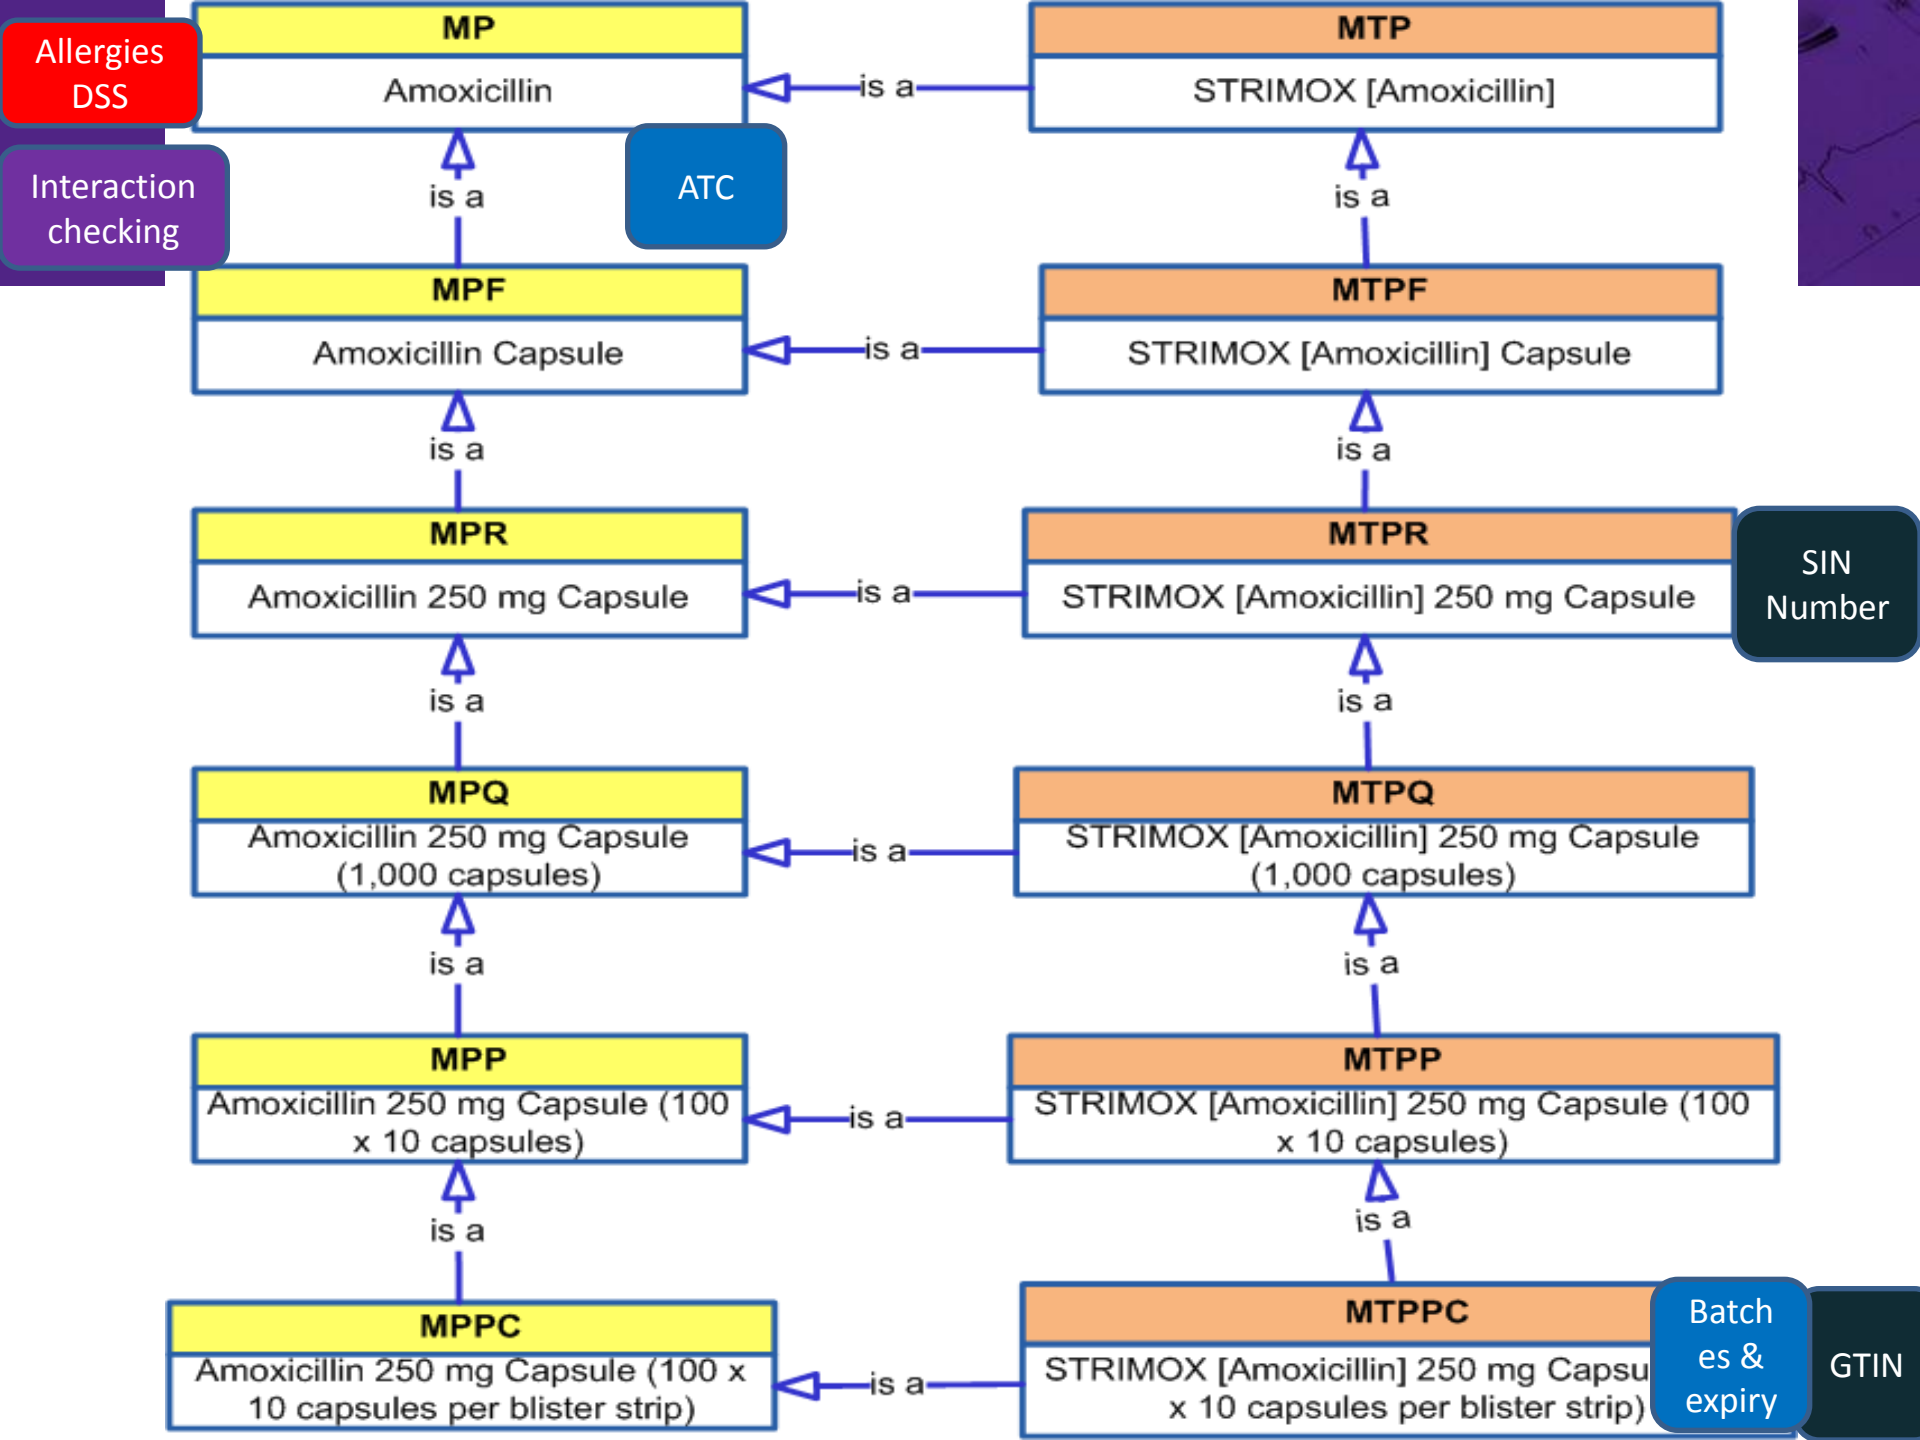 Allergies
DSS
Interaction
checking
MP
Amoxicillin
is a
MTP
STRIMOX [Amoxicillin]
ATC
is a
is a
MPF
Amoxicillin Capsule
is a
MTPF
STRIMOX [Amoxicillin] Capsule
is a
is a
MPR
Amoxicillin 250 mg Capsule
is a
MTPR
STRIMOX [Amoxicillin] 250 mg Capsule
SIN
Number
is a
is a
MPQ
Amoxicillin 250 mg Capsule
(1,000 capsules)
is a
MTPQ
STRIMOX [Amoxicillin] 250 mg Capsule
(1,000 capsules)
is a
is a
MPP
Amoxicillin 250 mg Capsule (100
x 10 capsules)
is a
MTPP
STRIMOX [Amoxicillin] 250 mg Capsule (100
x 10 capsules)
is a
is a
MPPC
Amoxicillin 250 mg Capsule (100 x
10 capsules per blister strip)
is a
MTPPC
STRIMOX [Amoxicillin] 250 mg Capsu
x 10 capsules per blister strip)
Batch
es &
expiry
GTIN